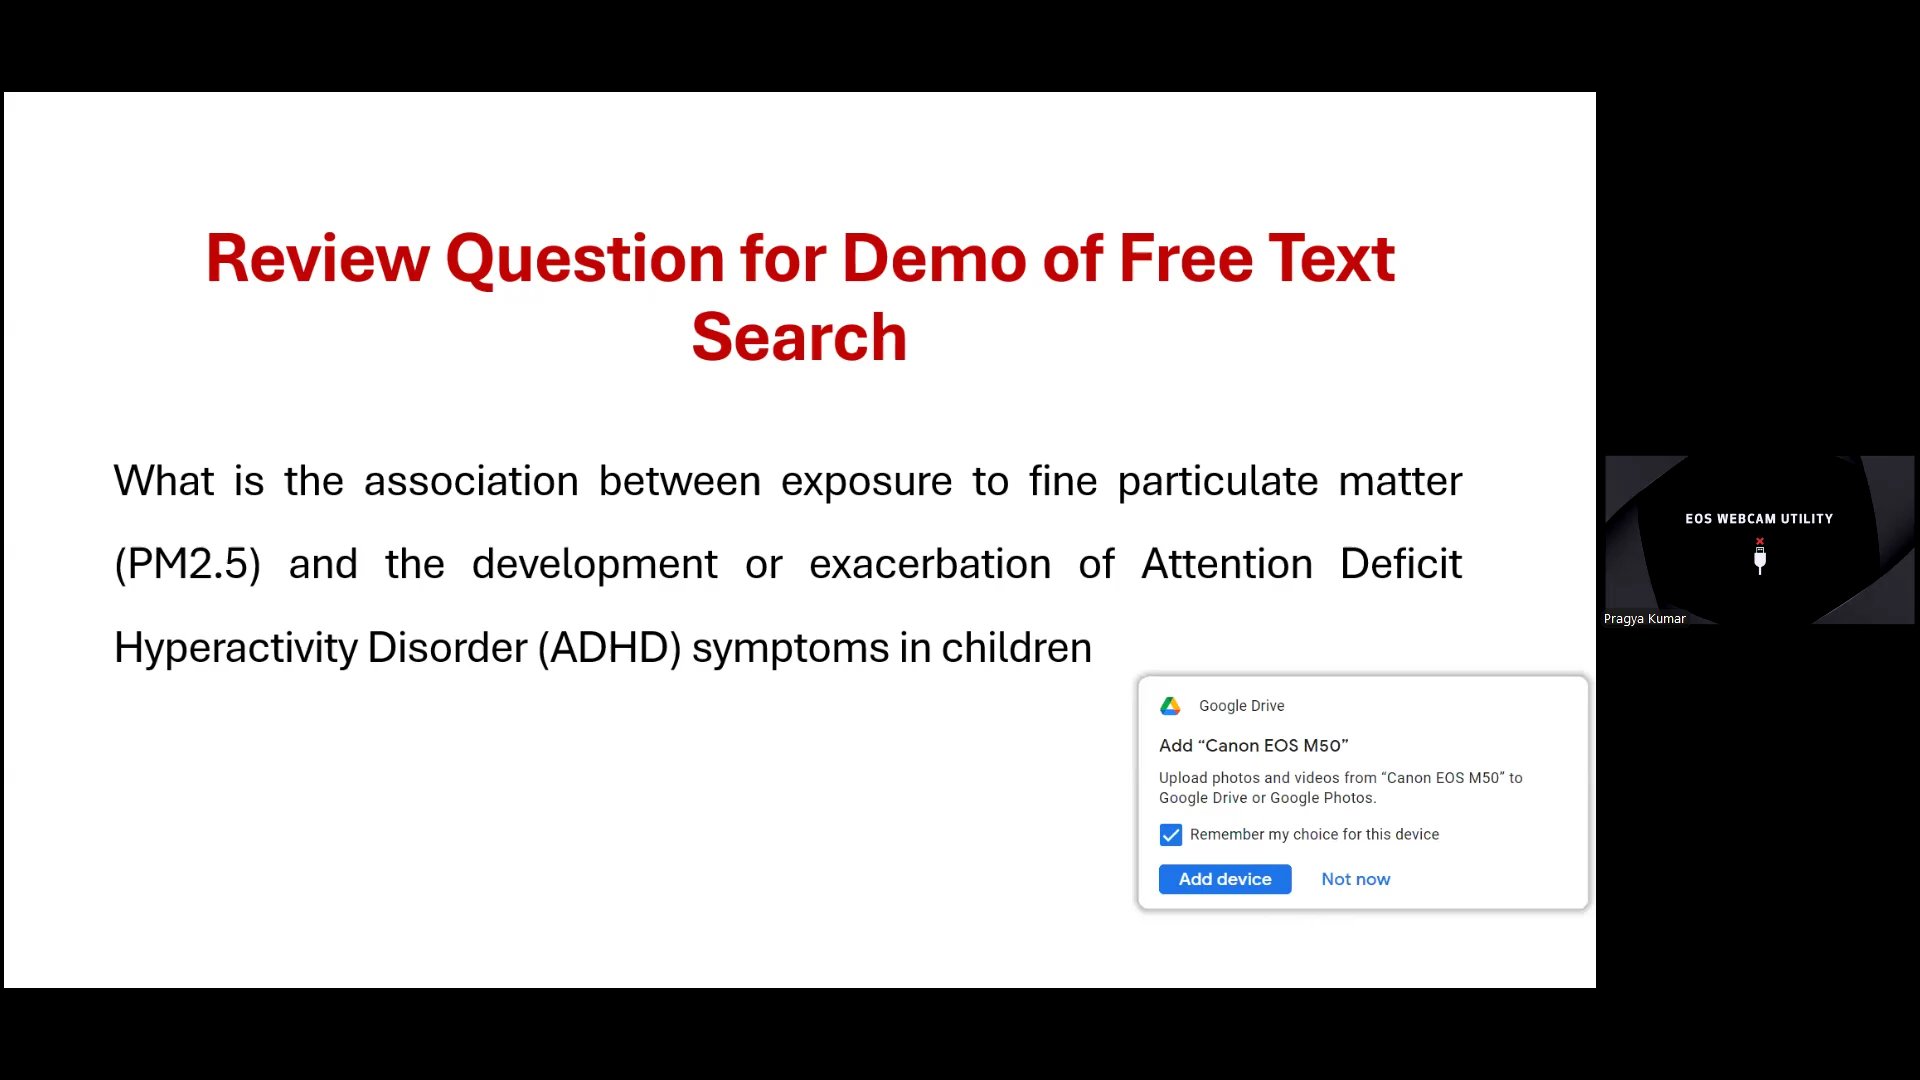 Review Question for Demo of Free Text
Search
What is the association between exposure to fine particulate matter
(PM2.5) and the development or exacerbation of Attention Deficit
Hyperactivity Disorder (ADHD) symptoms in children
Google Drive
Add “Canon EOS M50”
Upload photos and videos from “Canon EOS M50” to
Google Drive or Google Photos.
Remember my choice for this device
Add device Not now
EOS WEBCAM UTILITY
Pragya Kumar